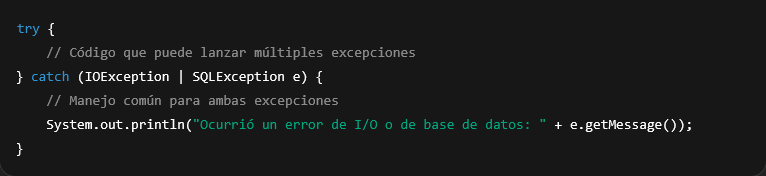 try {
    // Código que puede lanzar múltiples excepciones
} catch (IOException | SQLException e) {
    // Manejo común para ambas excepciones
    System.out.println("Ocurrió un error de I/O o de base de datos: " + e.getMessage());
}